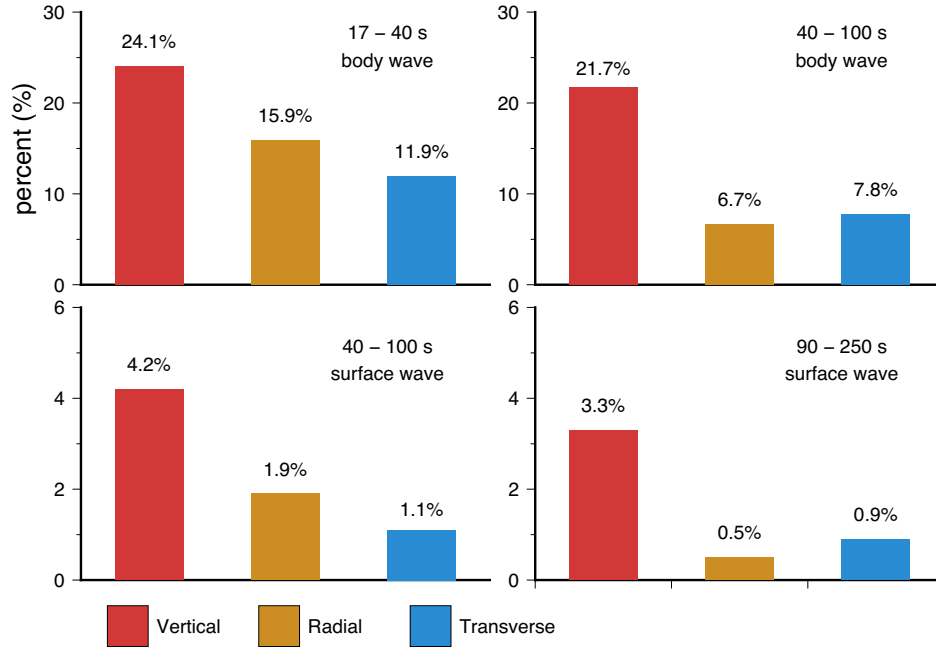 percent (%)
30
20
10
0
17 – 40 s
body wave
24.1%
15.9%
11.9%
30
20
10
0
40 – 100 s
body wave
21.7%
6.7%
7.8%
6
4
2
0
40 – 100 s
surface wave
4.2%
1.9%
1.1%
6
4
2
0
90 – 250 s
surface wave
3.3%
0.5%
0.9%
Vertical Radial Transverse